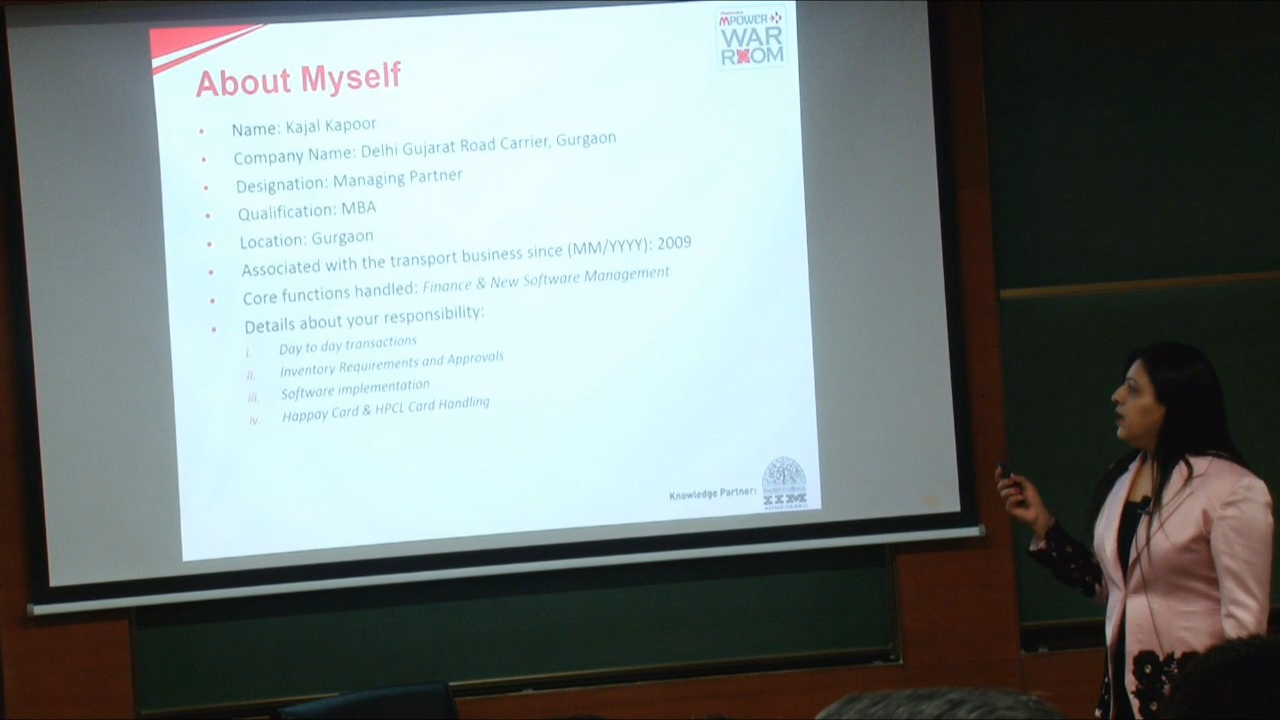 MPOWER
WAR
ROOM
About Myself
• Name: Kajal Kapoor
• Company Name: Delhi Gujarat Road Carrier, Gurgaon
• Designation: Managing Partner
• Qualification: MBA
• Location: Gurgaon
• Associated with the transport business since (MM/YYYY): 2009
• Core functions handled: Finance & New Software Management
• Details about your responsibility:
i. Day to day transactions
ii. Inventory Requirements and Approvals
iii. Software implementation
iv. Happay Card & HPCL Card Handling
Knowledge Partner:
IIM
AHMEDABAD